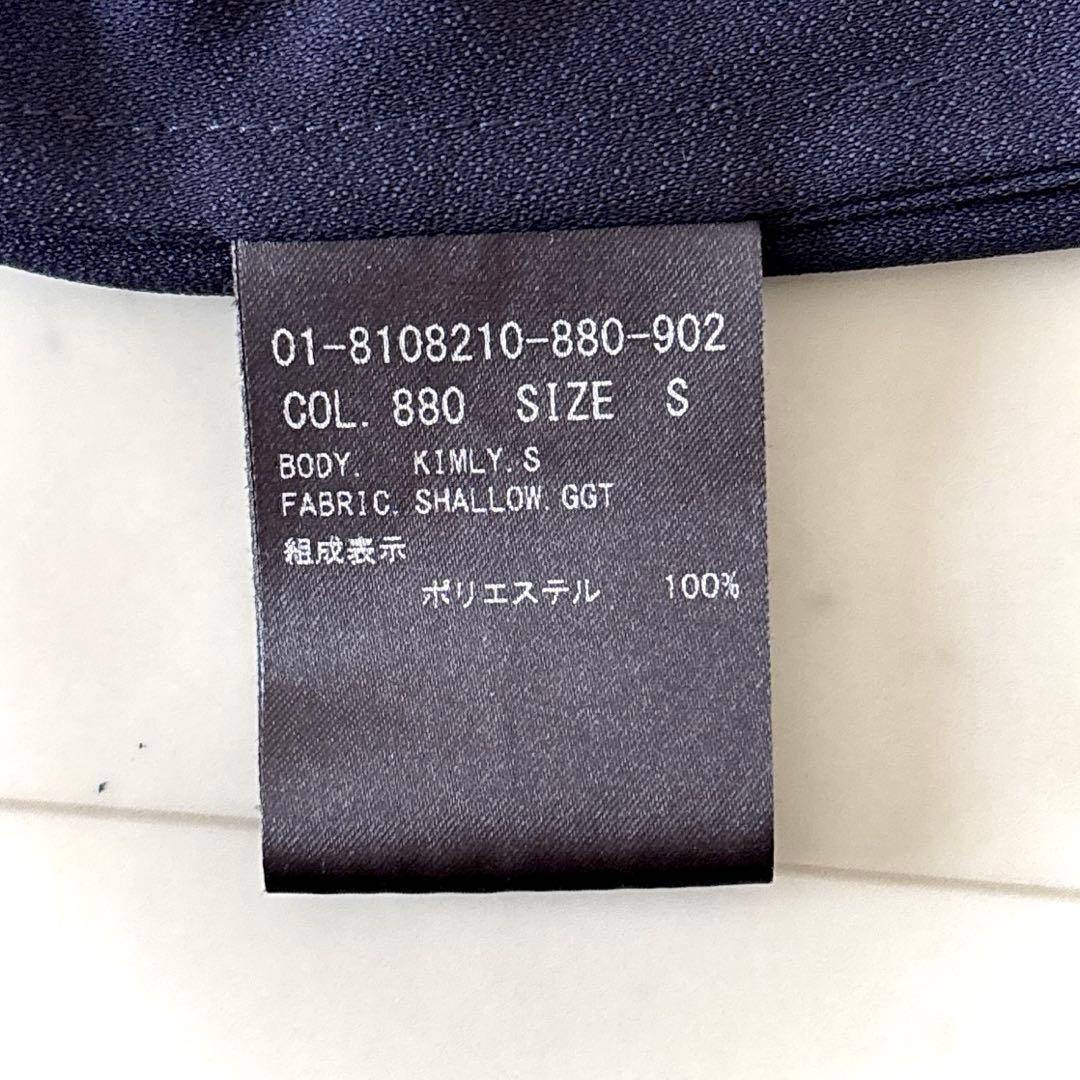 01-8108210-880-902
COL. 880 SIZE S
BODY. KIMLY.S
FABRIC. SHALLOW.GGT
組成表示
ポリエステル 100%